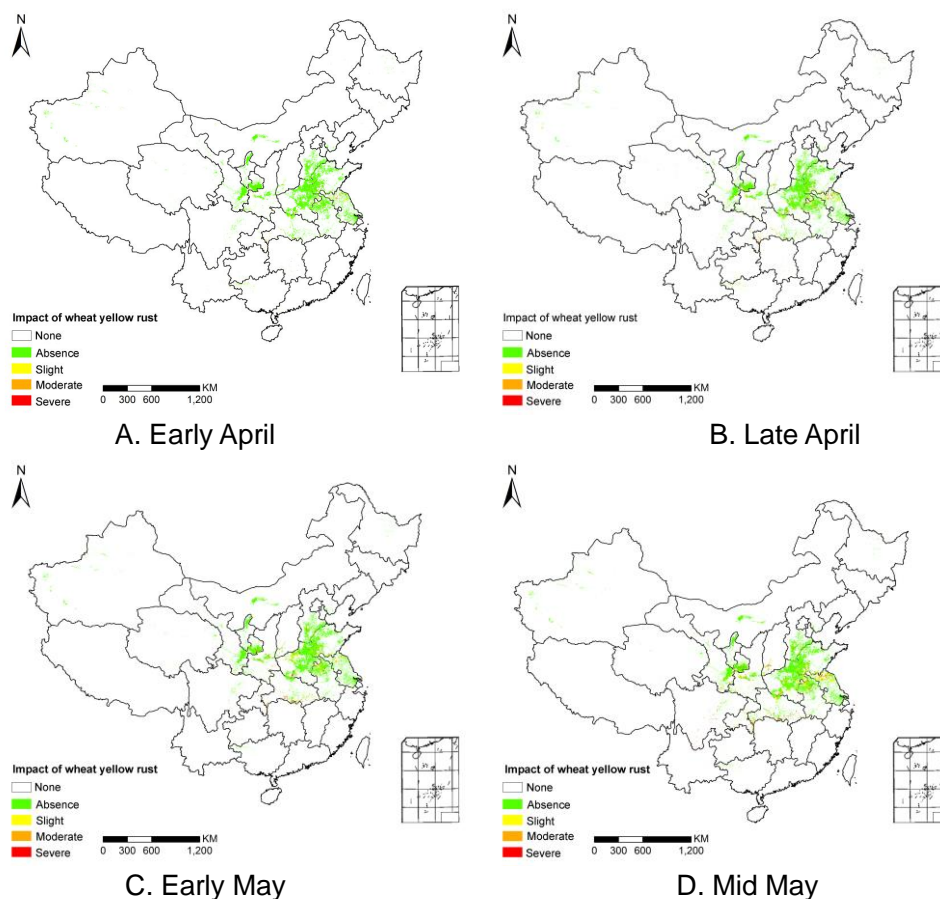 N
Impact of wheat yellow rust
None
Absence
Slight
Moderate
Severe
KM
0 300 600 1,200
A. Early April
N
Impact of wheat yellow rust
None
Absence
Slight
Moderate
Severe
KM
0 300 600 1,200
B. Late April
N
Impact of wheat yellow rust
None
Absence
Slight
Moderate
Severe
KM
0 300 600 1,200
C. Early May
N
Impact of wheat yellow rust
None
Absence
Slight
Moderate
Severe
KM
0 300 600 1,200
D. Mid May